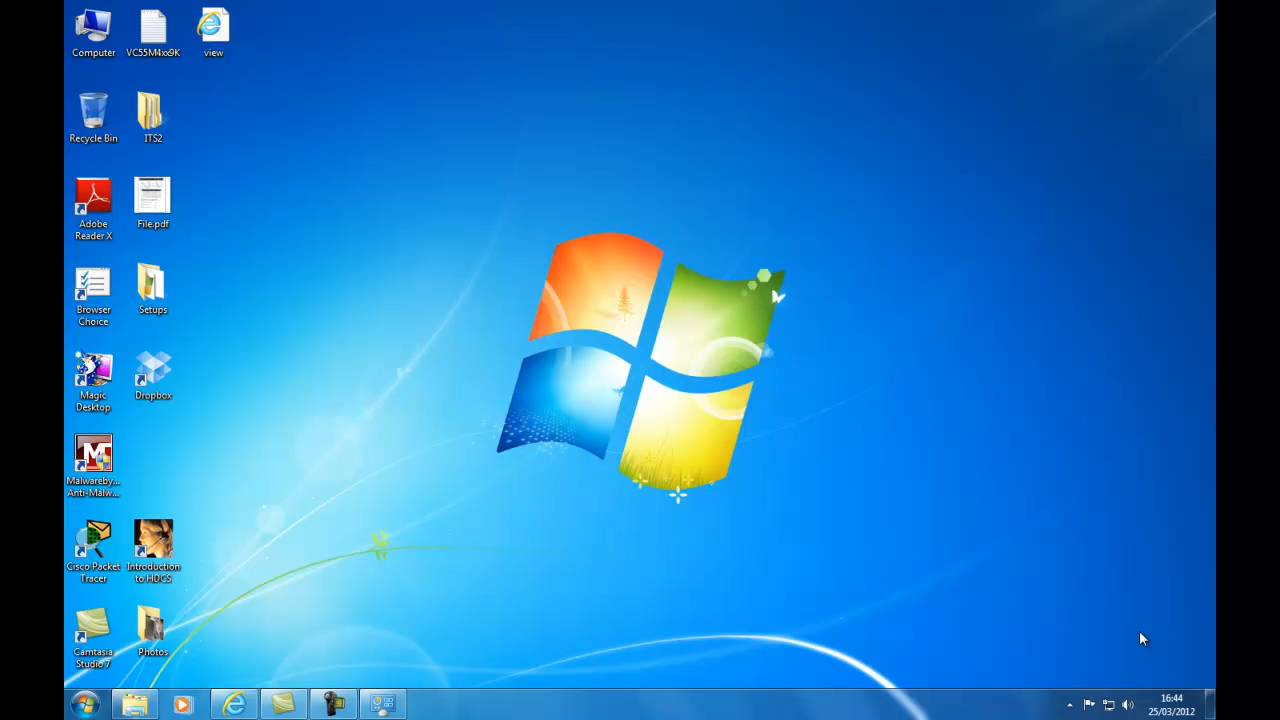 Computer
VC55M4xx9K
view
Recycle Bin
ITS2
Adobe
Reader X
File.pdf
Browser
Choice
Setups
Magic
Desktop
Dropbox
Malwareby...
Anti-Malw...
Cisco Packet
Tracer
Introduction
to HDCS
Camtasia
Studio 7
Photos
16:44
25/03/2012